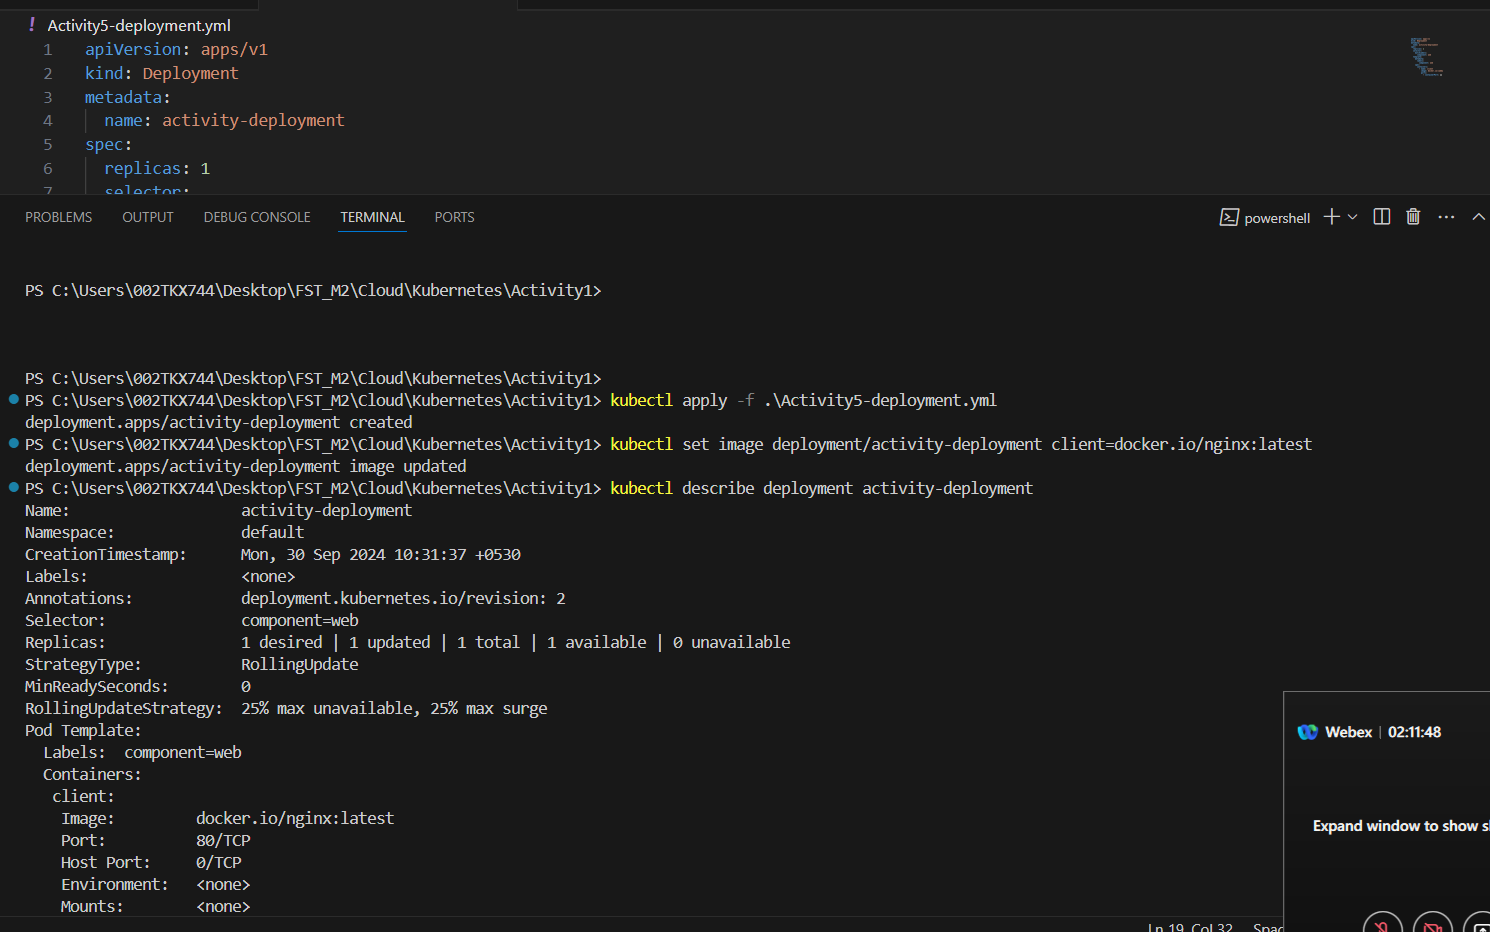 ! Activity5-deployment.yml
1 apiVersion: apps/v1
2 kind: Deployment
3 metadata:
4 name: activity-deployment
5 spec:
6 replicas: 1
7 selector:
PROBLEMS OUTPUT DEBUG CONSOLE TERMINAL PORTS powershell
PS C:\Users\002TKX744\Desktop\FST_M2\Cloud\Kubernetes\Activity1>
PS C:\Users\002TKX744\Desktop\FST_M2\Cloud\Kubernetes\Activity1>
PS C:\Users\002TKX744\Desktop\FST_M2\Cloud\Kubernetes\Activity1> kubectl apply -f .\Activity5-deployment.yml
deployment.apps/activity-deployment created
PS C:\Users\002TKX744\Desktop\FST_M2\Cloud\Kubernetes\Activity1> kubectl set image deployment/activity-deployment client=docker.io/nginx:latest
deployment.apps/activity-deployment image updated
PS C:\Users\002TKX744\Desktop\FST_M2\Cloud\Kubernetes\Activity1> kubectl describe deployment activity-deployment
Name: activity-deployment
Namespace: default
CreationTimestamp: Mon, 30 Sep 2024 10:31:37 +0530
Labels: <none>
Annotations: deployment.kubernetes.io/revision: 2
Selector: component=web
Replicas: 1 desired | 1 updated | 1 total | 1 available | 0 unavailable
StrategyType: RollingUpdate
MinReadySeconds: 0
RollingUpdateStrategy: 25% max unavailable, 25% max surge
Pod Template:
Labels: component=web
Containers:
client:
Image: docker.io/nginx:latest
Port: 80/TCP
Host Port: 0/TCP
Environment: <none>
Mounts: <none>
Webex | 02:11:48
Expand window to show
Ln 19, Col 32